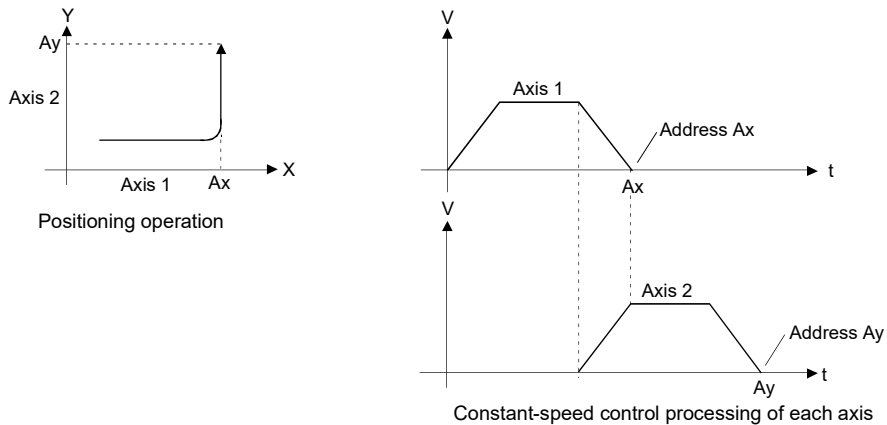 Y
Ay
Axis 2
X
Axis 1
Ax
Positioning operation
V
Axis 1
Address Ax
t
Ax
V
Axis 2
Address Ay
t
Ay
Constant-speed control processing of each axis